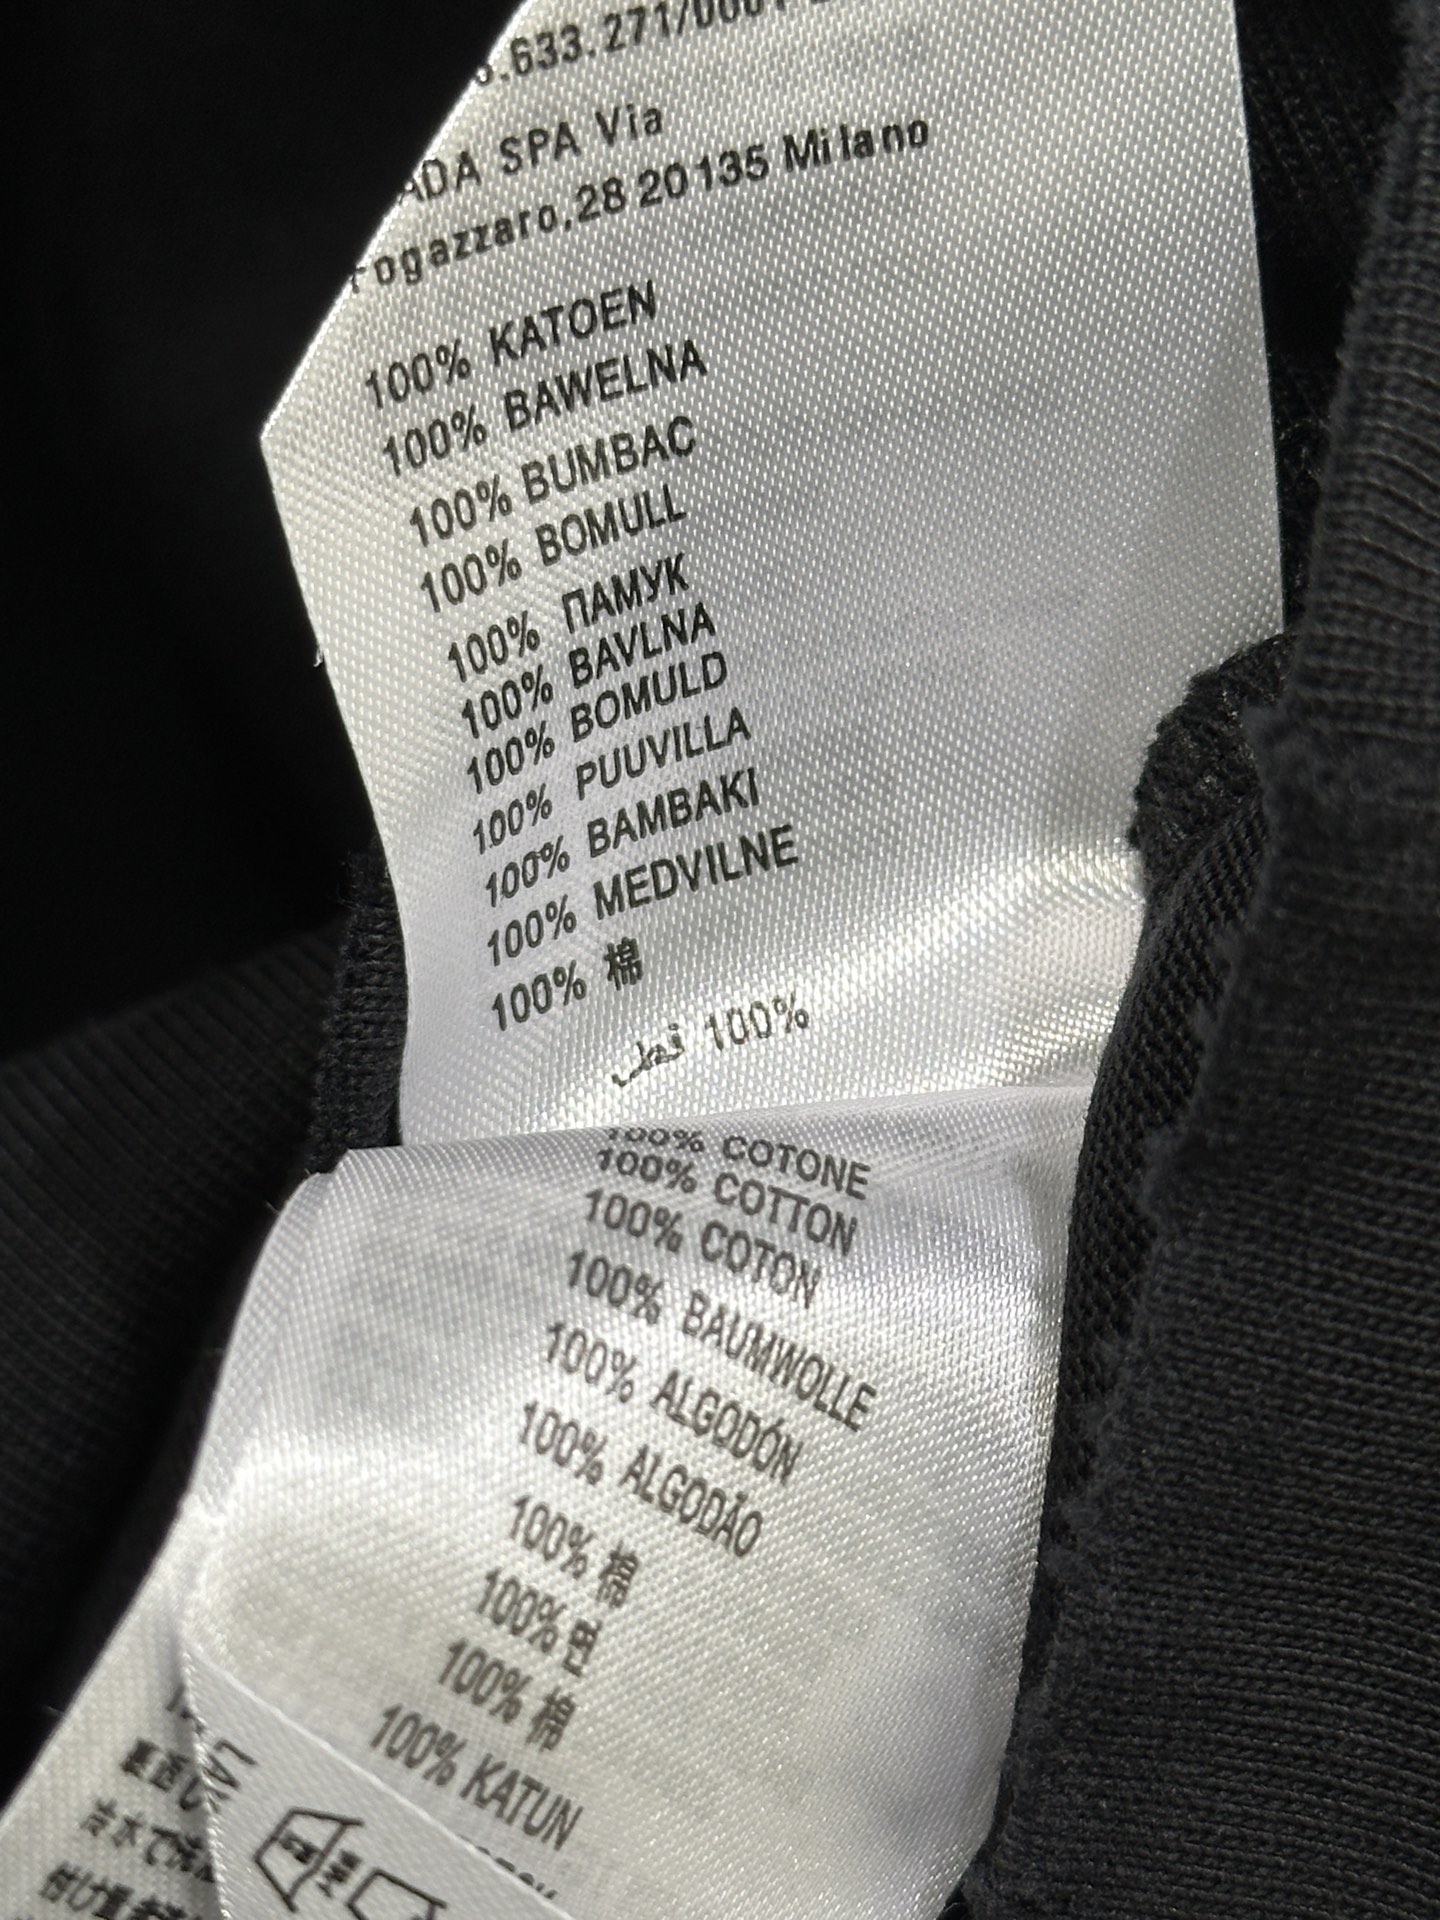 .633.271/0001
ADA SPA Via
rogazzaro,28 20135 Milano
100% KATOEN
100% BAWELNA
100% BUMBAC
100% BOMULL
100% ПАМУК
100% BAVLNA
100% BOMULD
100% PUUVILLA
100% BAMBAKI
100% MEDVILNE
100% 棉
100% قطن
100% COTONE
100% COTTON
100% COTON
100% BAUMWOLLE
100% ALGODÓN
100% ALGODÃO
100% 棉
100% 면
100% 棉
100% KATUN